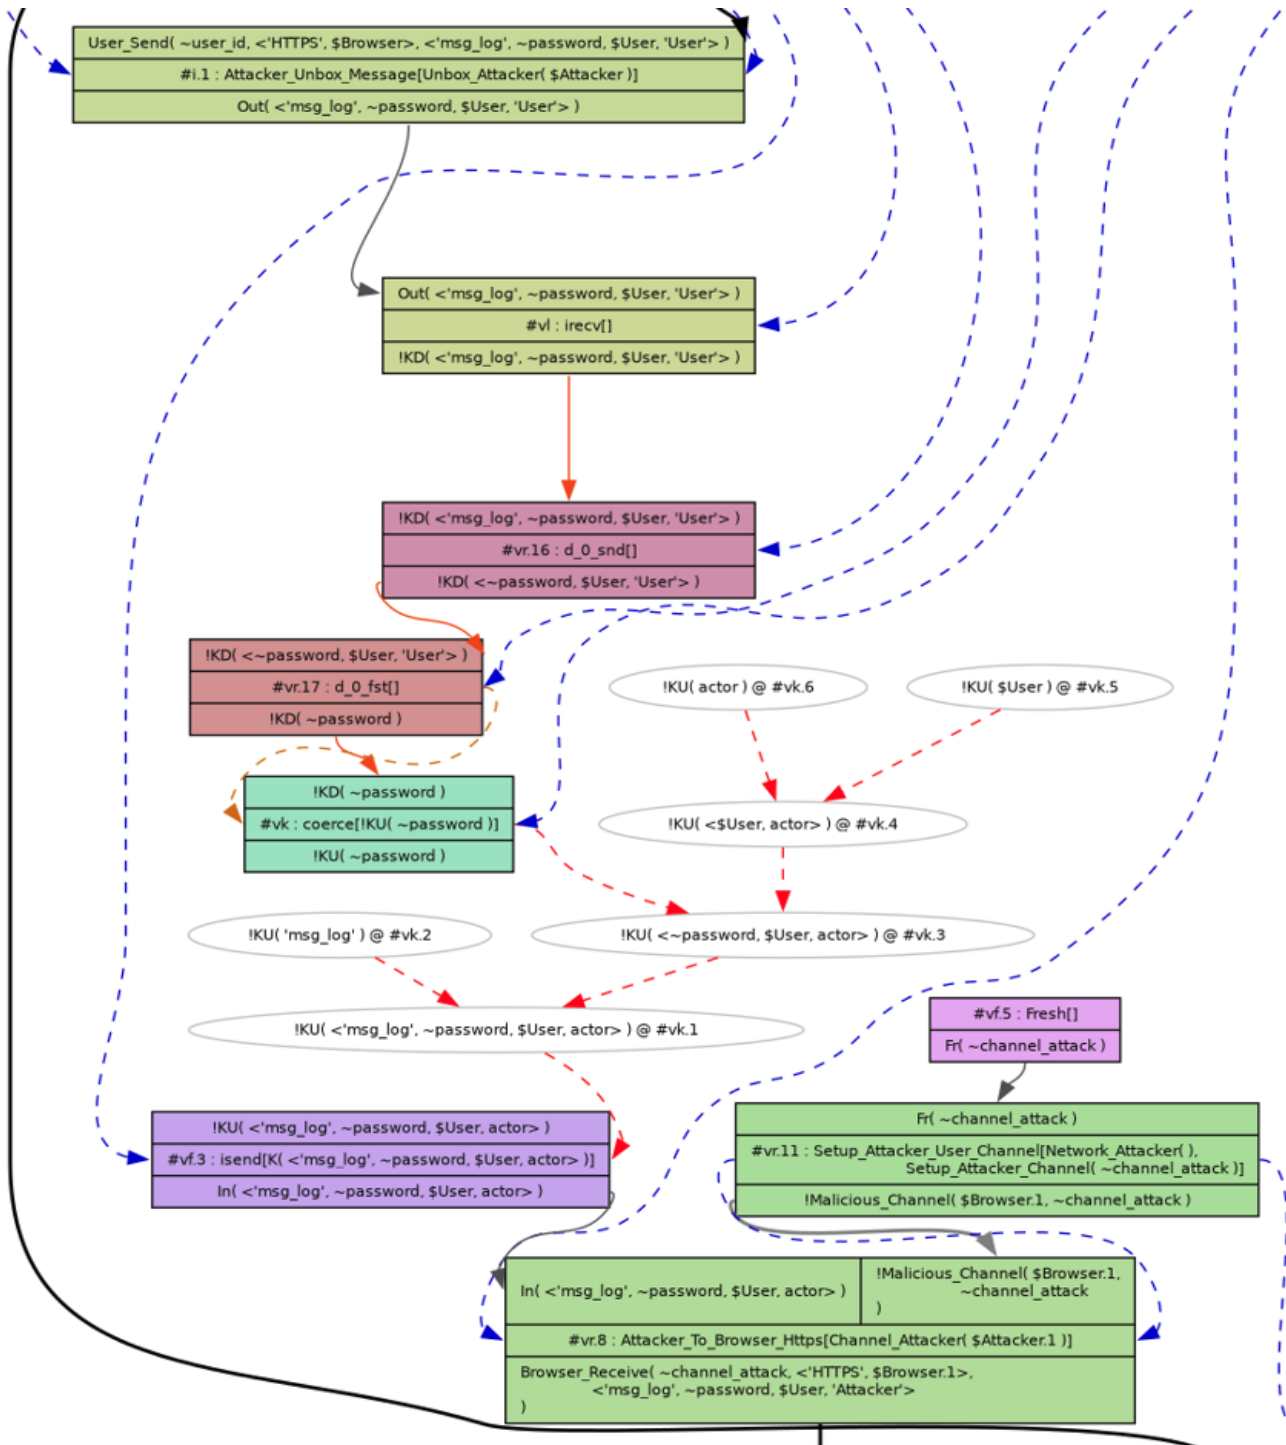 User_Send( ~user_id, <'HTTPS', $Browser>, <'msg_log', ~password, $User, 'User'> )
#i.1 : Attacker_Unbox_Message[Unbox_Attacker( $Attacker )]
Out( <'msg_log', ~password, $User, 'User'> )
Out( <'msg_log', ~password, $User, 'User'> )
#vl : irecv[]
!KD( <'msg_log', ~password, $User, 'User'> )
!KD( <'msg_log', ~password, $User, 'User'> )
#vr.16 : d_0_snd[]
!KD( <~password, $User, 'User'> )
!KD( <~password, $User, 'User'> )
#vr.17 : d_0_fst[]
!KD( ~password )
!KU( actor ) @ #vk.6
!KU( $User ) @ #vk.5
!KD( ~password )
#vk : coerce[!KU( ~password )]
!KU( ~password )
!KU( <$User, actor> ) @ #vk.4
!KU( 'msg_log' ) @ #vk.2
!KU( <~password, $User, actor> ) @ #vk.3
!KU( <'msg_log', ~password, $User, actor> ) @ #vk.1
#vf.5 : Fresh[]
Fr( ~channel_attack )
!KU( <'msg_log', ~password, $User, actor> )
#vf.3 : isend[K( <'msg_log', ~password, $User, actor> )]
In( <'msg_log', ~password, $User, actor> )
Fr( ~channel_attack )
#vr.11 : Setup_Attacker_User_Channel[Network_Attacker( ),
Setup_Attacker_Channel( ~channel_attack )]
!Malicious_Channel( $Browser.1, ~channel_attack )
In( <'msg_log', ~password, $User, actor> )
!Malicious_Channel( $Browser.1,
~channel_attack
)
#vr.8 : Attacker_To_Browser_Https[Channel_Attacker( $Attacker.1 )]
Browser_Receive( ~channel_attack, <'HTTPS', $Browser.1>,
<'msg_log', ~password, $User, 'Attacker'>
)